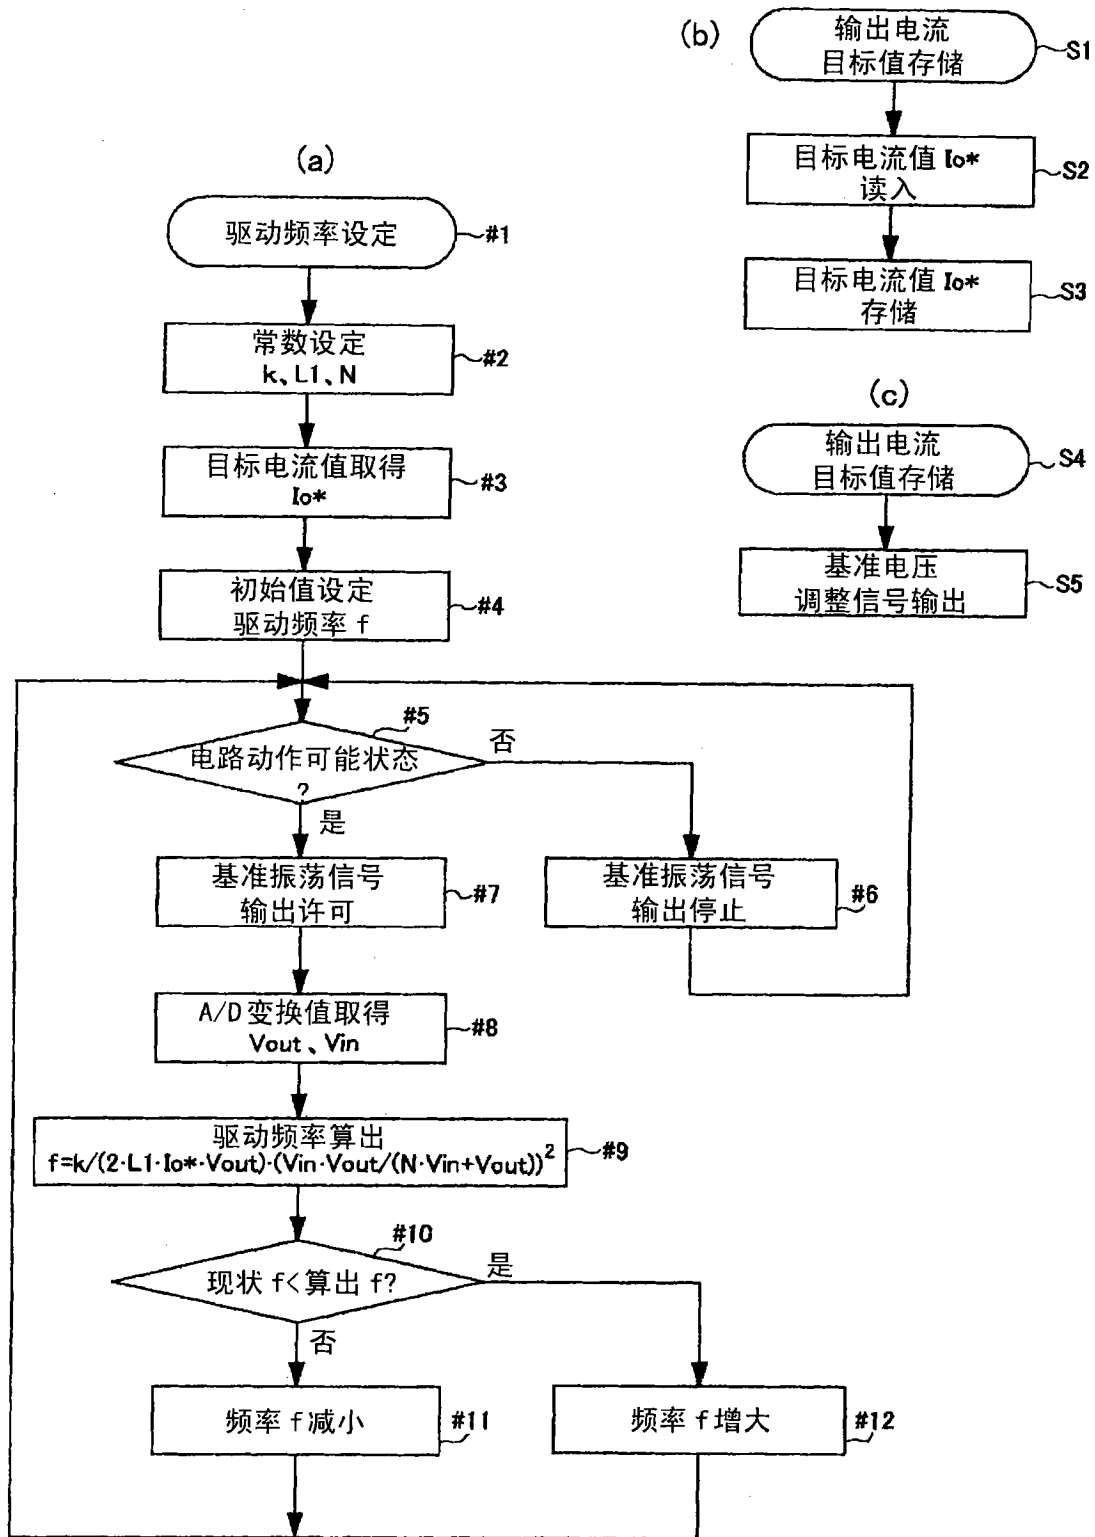 (a)
驱动频率设定
#1
常数设定
k、L1、N
#2
目标电流值取得
Io*
#3
初始值设定
驱动频率 f
#4
电路动作可能状态
?
#5
否
是
基准振荡信号
输出停止
#6
基准振荡信号
输出许可
#7
A/D变换值取得
Vout、Vin
#8
驱动频率算出
f=k/(2·L1·Io*·Vout)·(Vin·Vout/(N·Vin+Vout))²
#9
现状 f<算出 f?
#10
是
否
频率 f 减小
#11
频率 f 增大
#12
(b)
输出电流
目标值存储
S1
目标电流值 Io*
读入
S2
目标电流值 Io*
存储
S3
(c)
输出电流
目标值存储
S4
基准电压
调整信号输出
S5